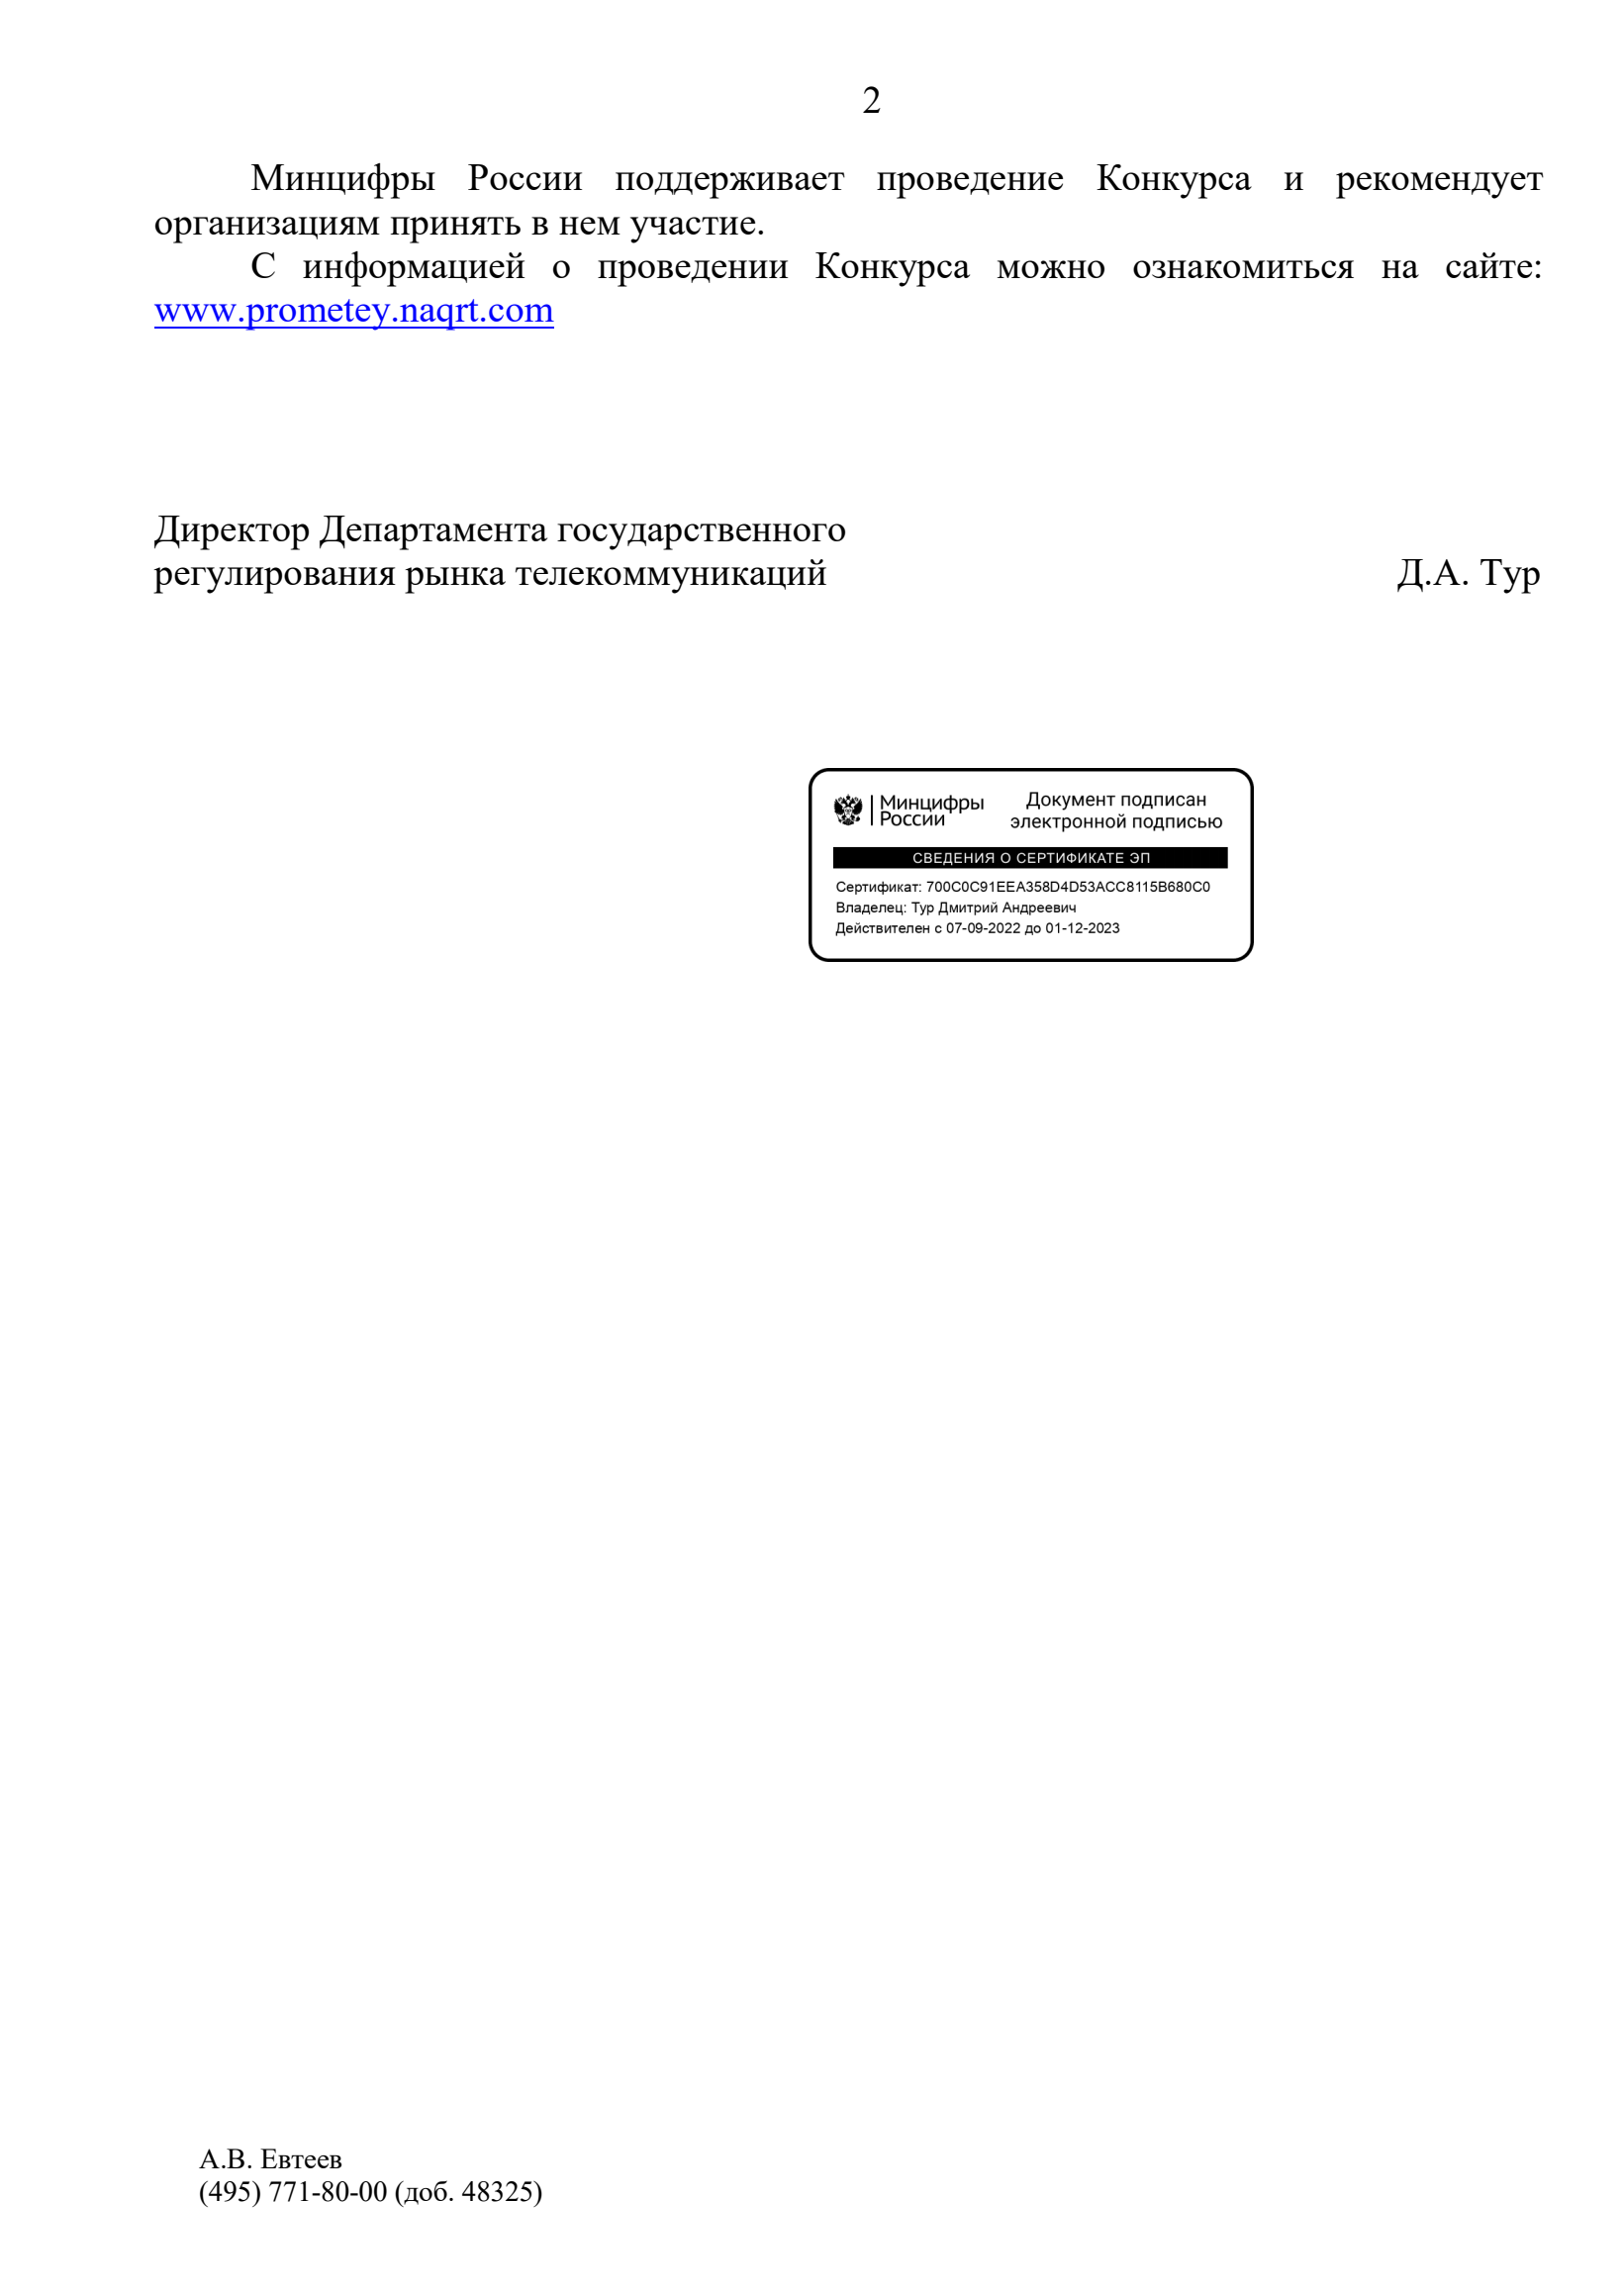 2
Минцифры России поддерживает проведение Конкурса и рекомендует
организациям принять в нем участие.
С информацией о проведении Конкурса можно ознакомиться на сайте:
www.prometey.naqrt.com
Директор Департамента государственного
регулирования рынка телекоммуникаций Д.А. Тур
Минцифры
России
Документ подписан
электронной подписью
СВЕДЕНИЯ О СЕРТИФИКАТЕ ЭП
Сертификат: 700C0C91EEA358D4D53ACC8115B680C0
Владелец: Тур Дмитрий Андреевич
Действителен с 07-09-2022 до 01-12-2023
А.В. Евтеев
(495) 771-80-00 (доб. 48325)